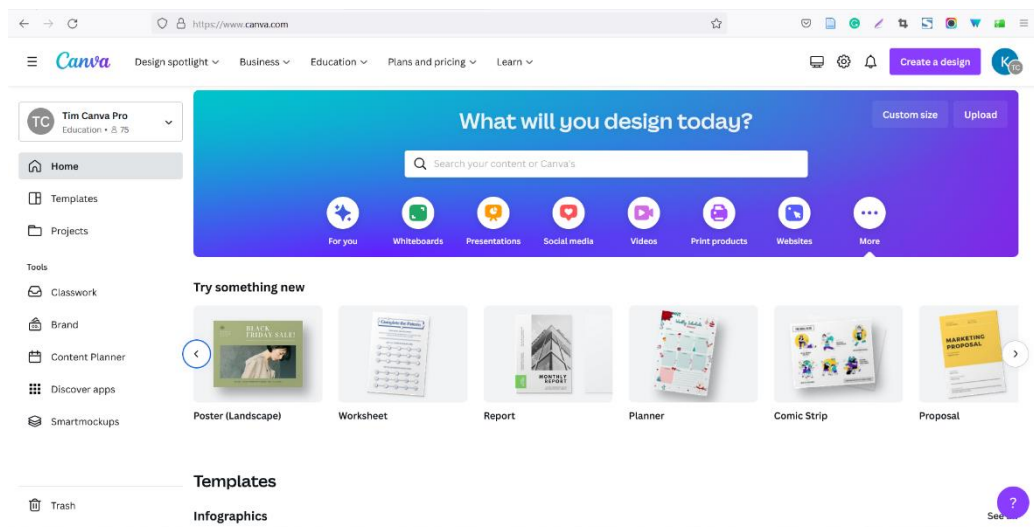 https://www.canva.com
Canva
Design spotlight
Business
Education
Plans and pricing
Learn
Create a design
K
TC
TC
Tim Canva Pro
Education • 75
Home
Templates
Projects
Tools
Classwork
Brand
Content Planner
Discover apps
Smartmockups
Trash
What will you design today?
Custom size
Upload
Search your content or Canva's
For you
Whiteboards
Presentations
Social media
Videos
Print products
Websites
More
Try something new
BLACK
FRIDAY SALE!
MONTHLY
REPORT
MARKETING
PROPOSAL
Poster (Landscape)
Worksheet
Report
Planner
Comic Strip
Proposal
Templates
Infographics
See
?